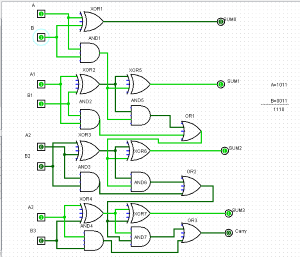 A
XOR1
SUM0
B
AND1
A1
XOR2
XOR5
SUM1
A=1011
B1
B=0011
AND2
AND5
1110
OR1
XOR3
A2
XOR6
SUM2
B2
AND3
AND6
OR2
XOR4
A3
XOR7
SUM3
AND4
OR3
Carry
B3
AND7